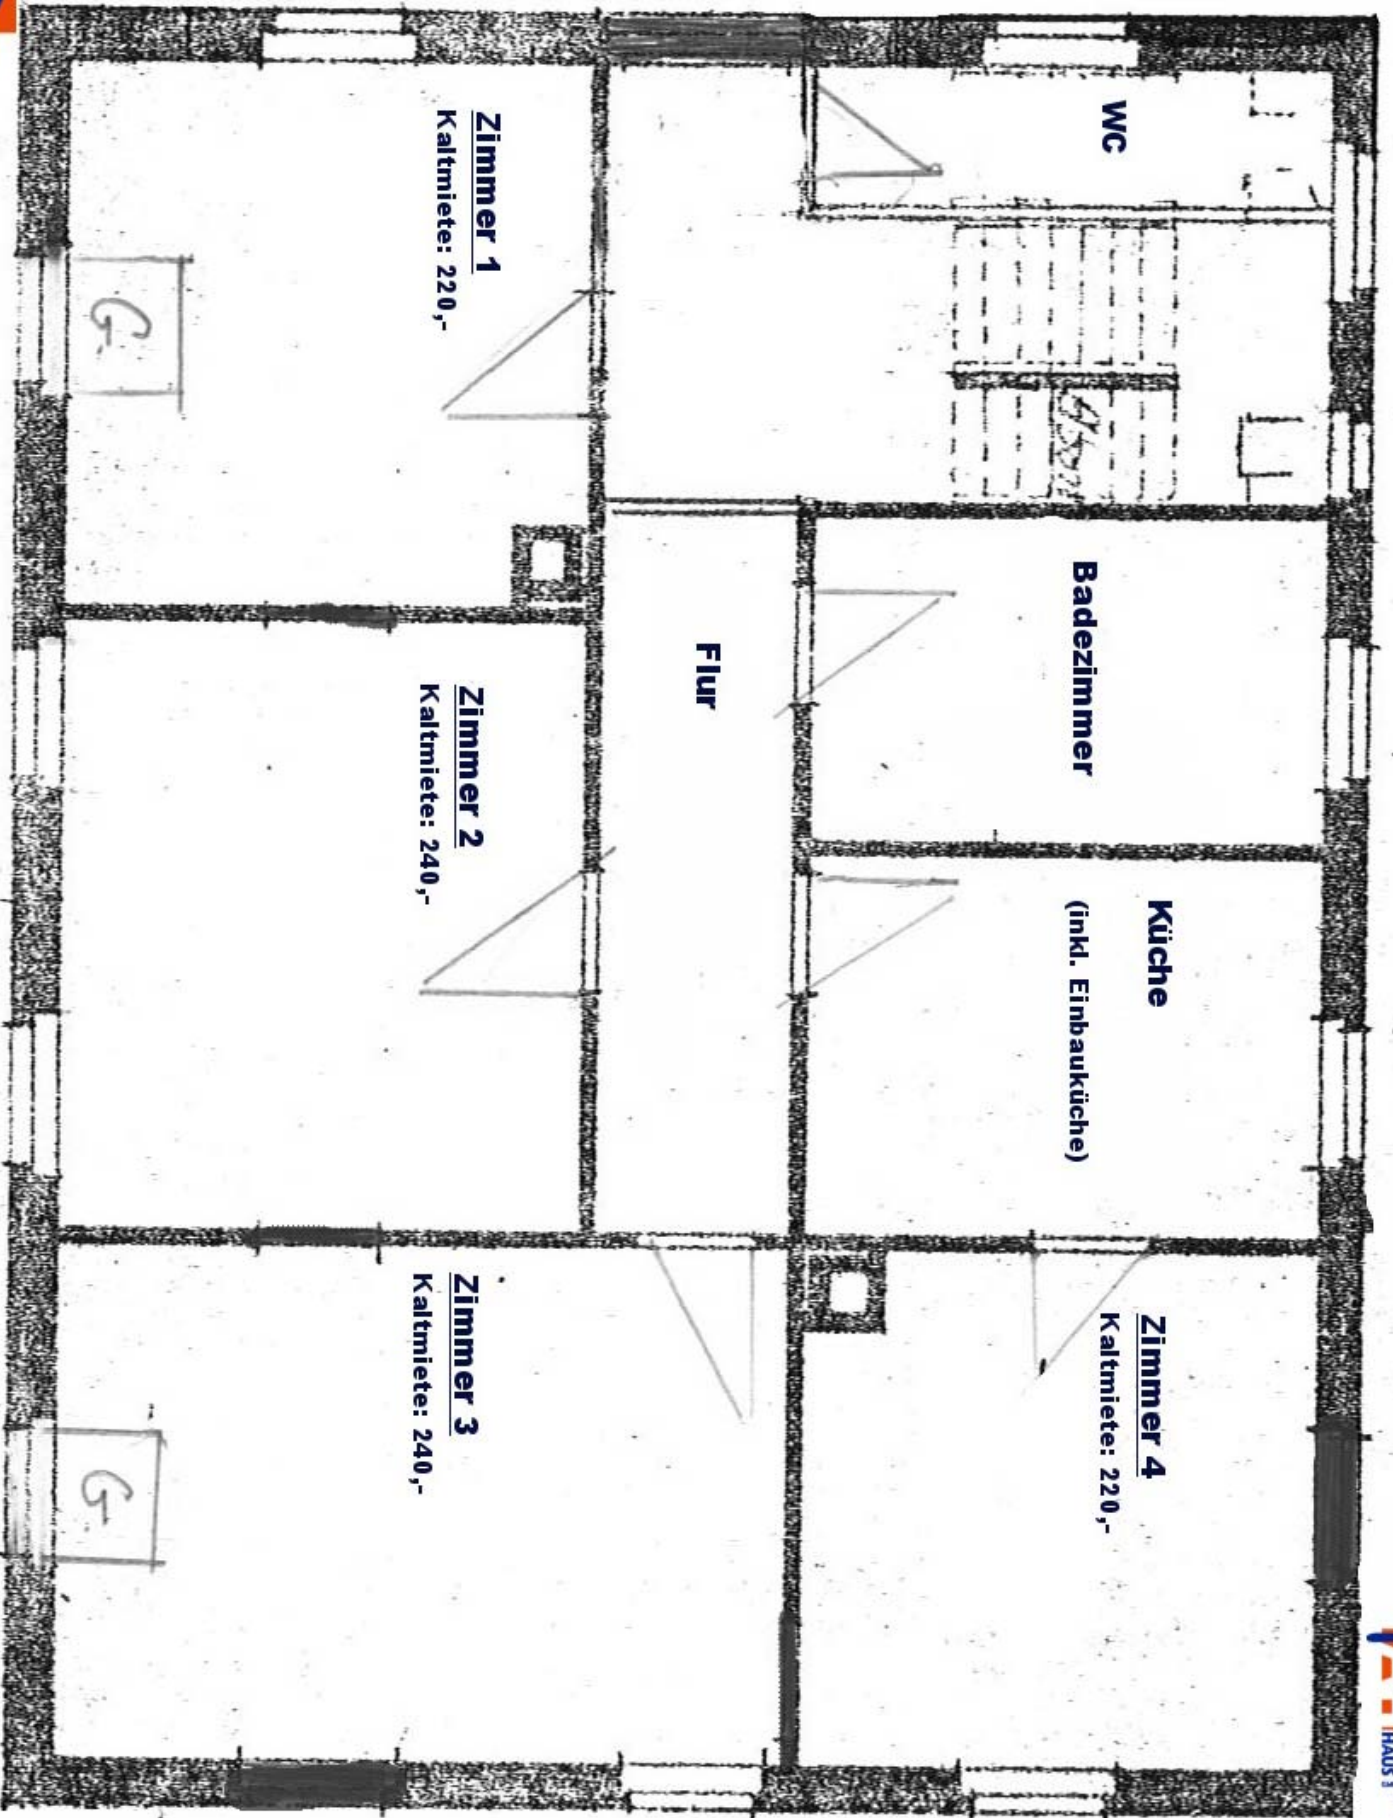 WC
Zimmer 1
Kaltmiete: 220,-
G
Badezimmer
Flur
Zimmer 2
Kaltmiete: 240,-
Küche
(inkl. Einbauküche)
Zimmer 4
Kaltmiete: 220,-
Zimmer 3
Kaltmiete: 240,-
G
HAUS